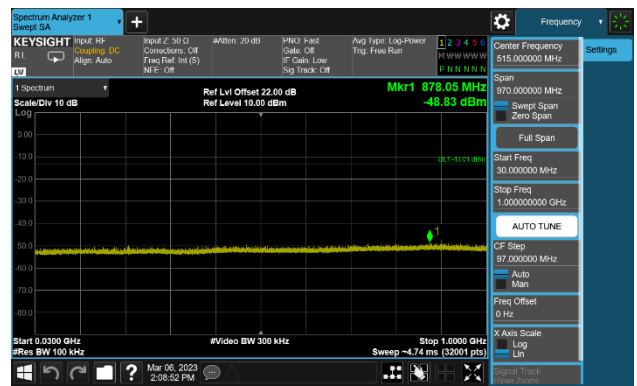 Spectrum Analyzer 1
Swept SA
Frequency
KEYSIGHT
Input: RF
Input Z: 50 Ω
#Atten: 20 dB
PNO: Fast
Avg Type: Log-Power
1 2 3 4 5 6
RL
Coupling: DC
Corrections: Off
Gate: Off
Trig: Free Run
M W W W W W
Align: Auto
Freq Ref: Int (S)
IF Gain: Low
NFE: Off
Sig Track: Off
P N N N N N
LXI
Center Frequency
515.000000 MHz
Settings
1 Spectrum
Ref Lvl Offset 22.00 dB
Mkr1 878.05 MHz
Scale/Div 10 dB
Ref Level 10.00 dBm
-48.83 dBm
Log
0.00
-10.0
DL1 -13.01 dBm
-20.0
-30.0
-40.0
1
-50.0
-60.0
-70.0
-80.0
Start 0.0300 GHz
#Video BW 300 kHz
Stop 1.0000 GHz
#Res BW 100 kHz
Sweep ~4.74 ms (32001 pts)
Span
970.000000 MHz
Swept Span
Zero Span
Full Span
Start Freq
30.000000 MHz
Stop Freq
1.000000000 GHz
AUTO TUNE
CF Step
97.000000 MHz
Auto
Man
Freq Offset
0 Hz
X Axis Scale
Log
Lin
Signal Track
(Span Zoom)
?
Mar 06, 2023
2:08:52 PM